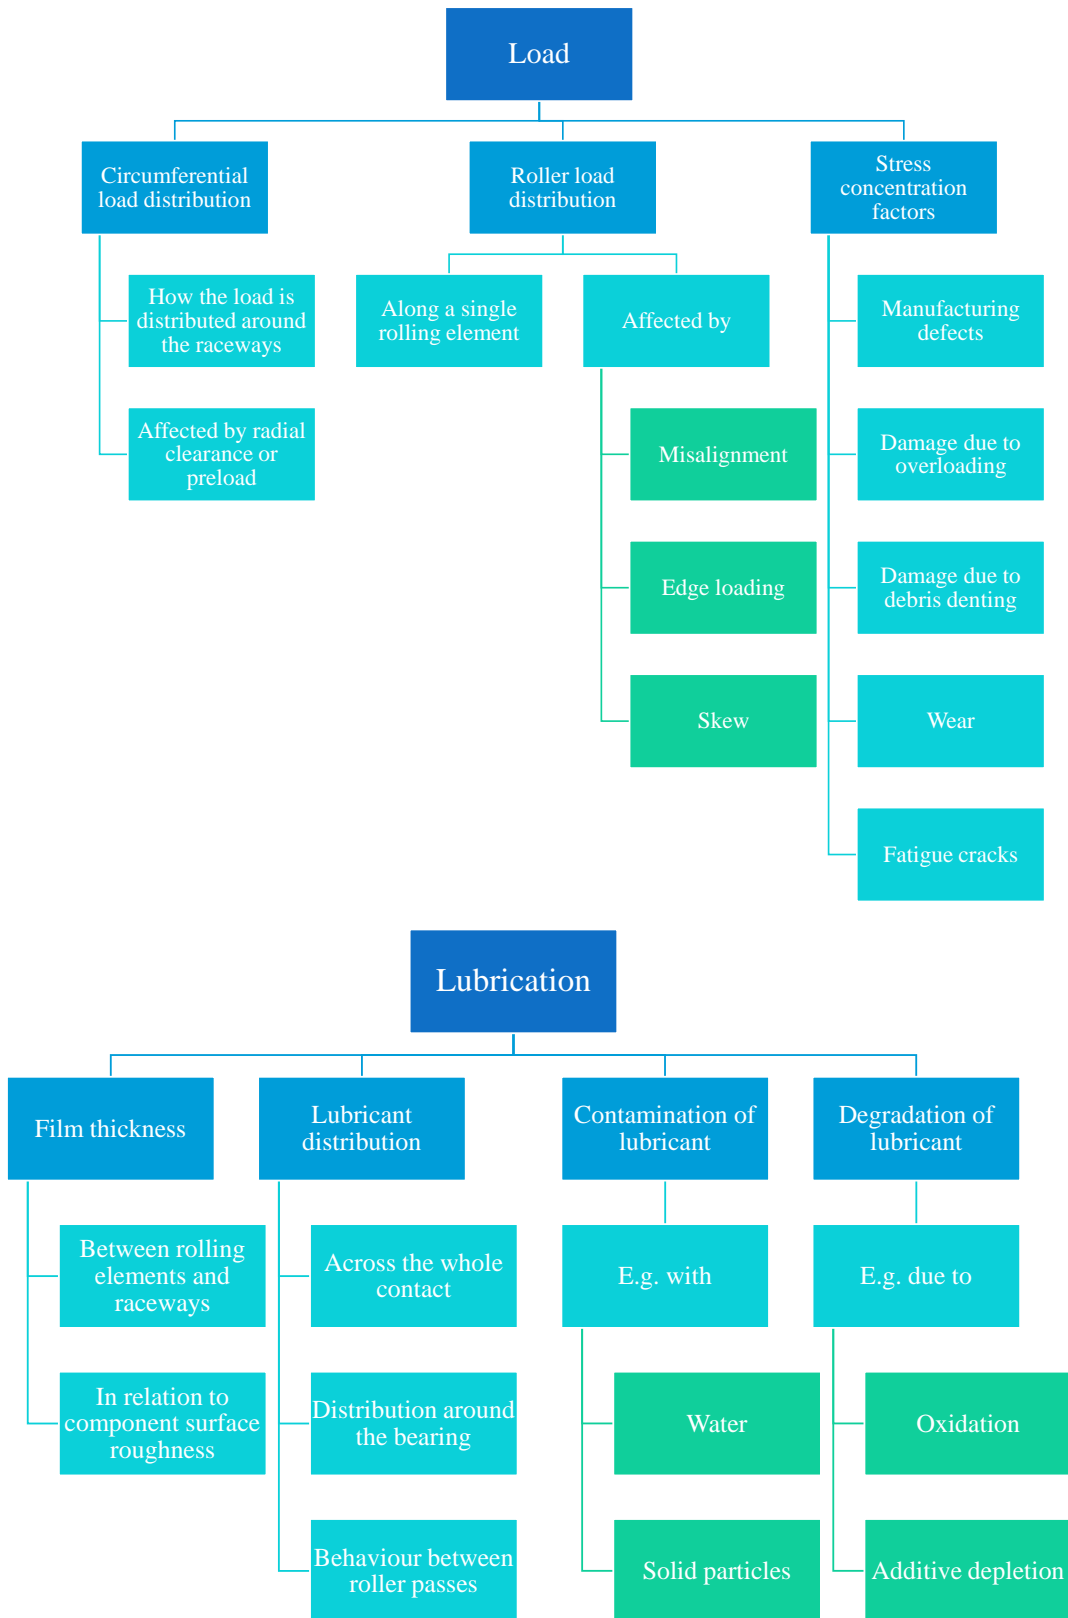 Load
Circumferential
load distribution
Roller load
distribution
Stress
concentration
factors
How the load is
distributed around
the raceways
Along a single
rolling element
Affected by
Manufacturing
defects
Affected by radial
clearance or
preload
Misalignment
Damage due to
overloading
Edge loading
Damage due to
debris denting
Skew
Wear
Fatigue cracks
Lubrication
Film thickness
Lubricant
distribution
Contamination of
lubricant
Degradation of
lubricant
Between rolling
elements and
raceways
Across the whole
contact
E.g. with
E.g. due to
In relation to
component surface
roughness
Distribution around
the bearing
Water
Oxidation
Behaviour between
roller passes
Solid particles
Additive depletion